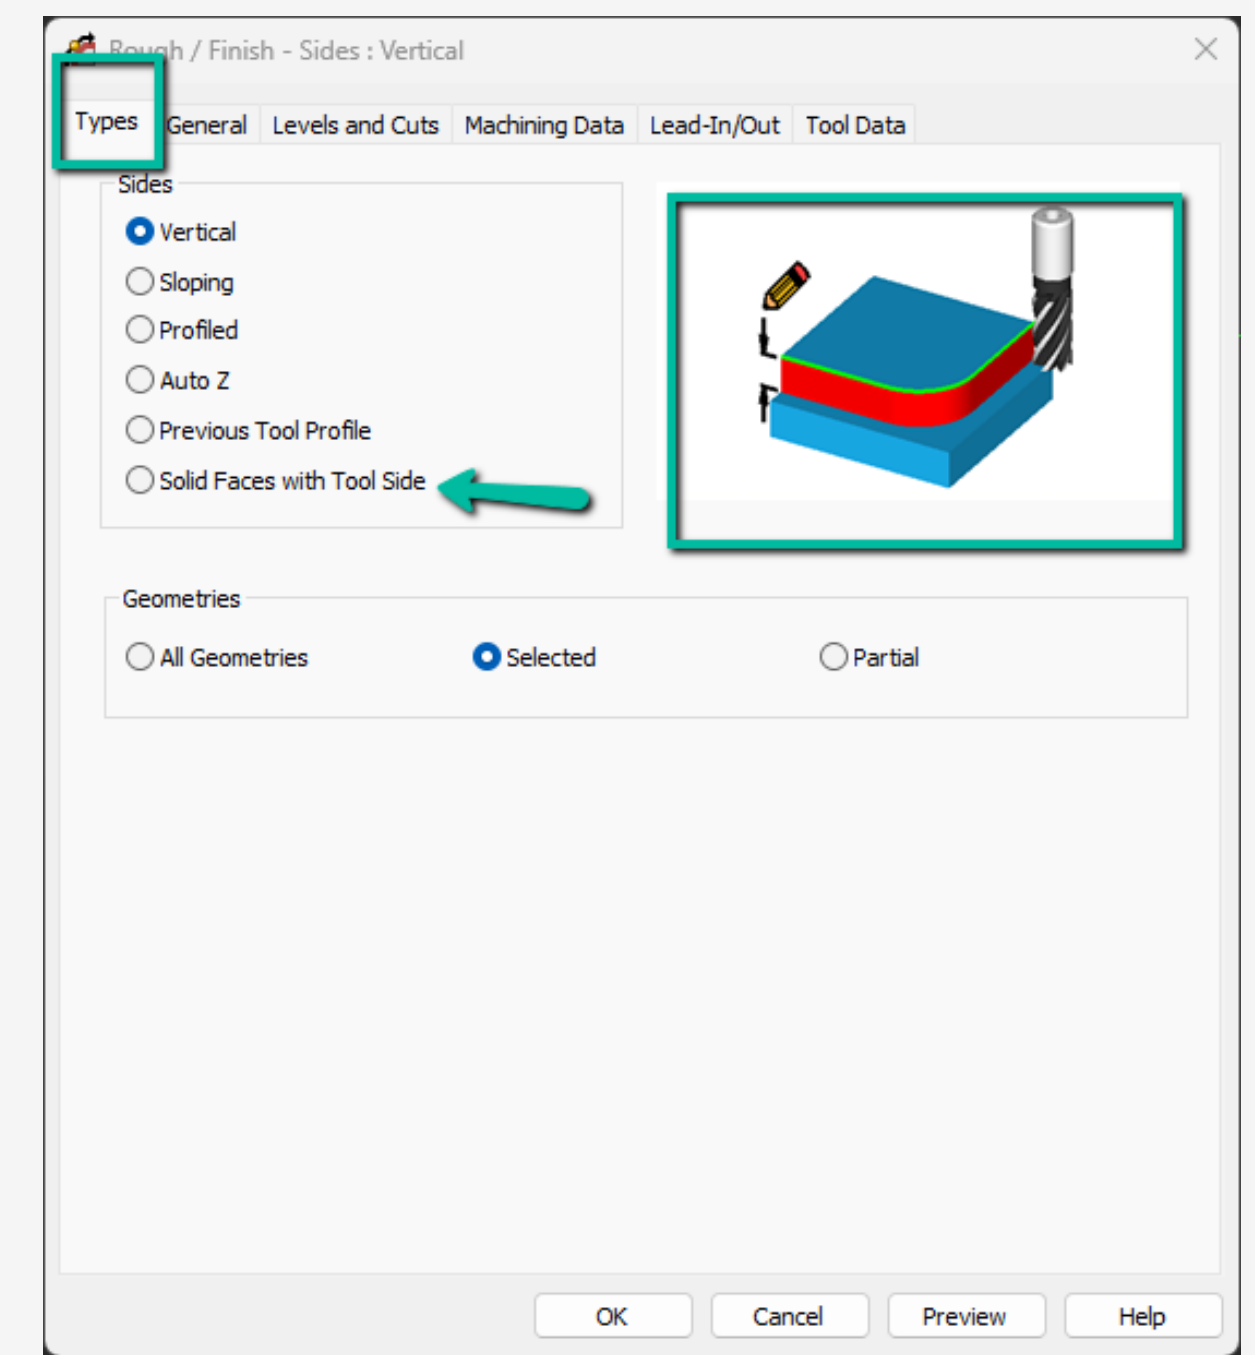 Rough / Finish - Sides : Vertical
Types General Levels and Cuts Machining Data Lead-In/Out Tool Data
Sides
Vertical
Sloping
Profiled
Auto Z
Previous Tool Profile
Solid Faces with Tool Side
Geometries
All Geometries Selected Partial
OK Cancel Preview Help